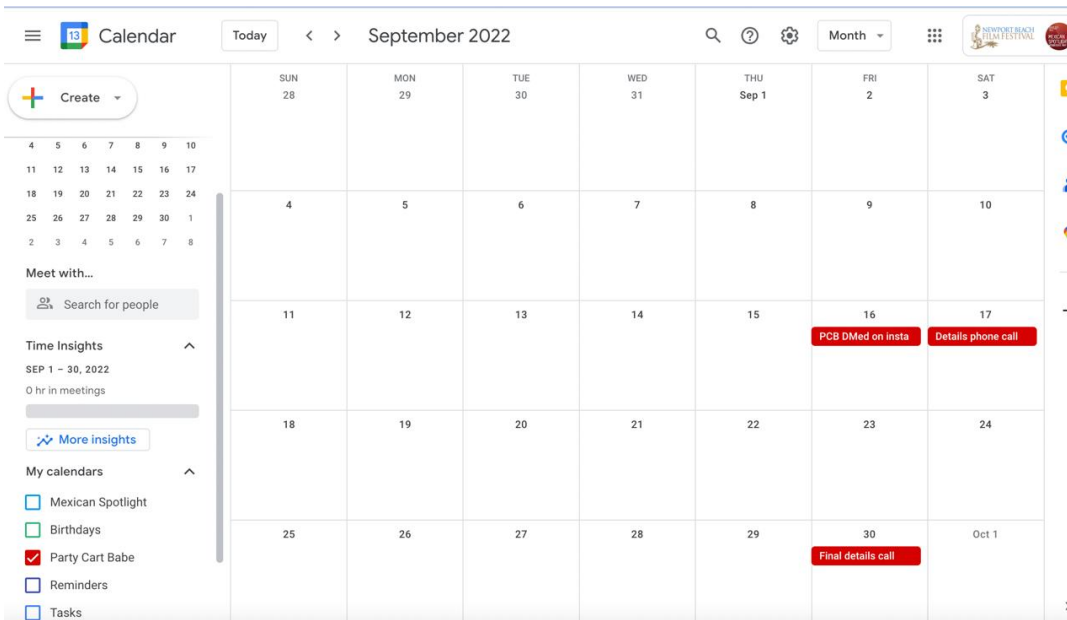 13 Calendar Today September 2022 Month NEWPORT BEACH
FILM FESTIVAL
Create
SUN MON TUE WED THU FRI SAT
28 29 30 31 Sep 1 2 3
4 5 6 7 8 9 10
11 12 13 14 15 16 17
18 19 20 21 22 23 24
25 26 27 28 29 30 1
2 3 4 5 6 7 8
Meet with...
Search for people
Time Insights
SEP 1 – 30, 2022
0 hr in meetings
More insights
My calendars
Mexican Spotlight
Birthdays
Party Cart Babe
Reminders
Tasks
4 5 6 7 8 9 10
11 12 13 14 15 16 17
PCB DMed on insta Details phone call
18 19 20 21 22 23 24
25 26 27 28 29 30 Oct 1
Final details call